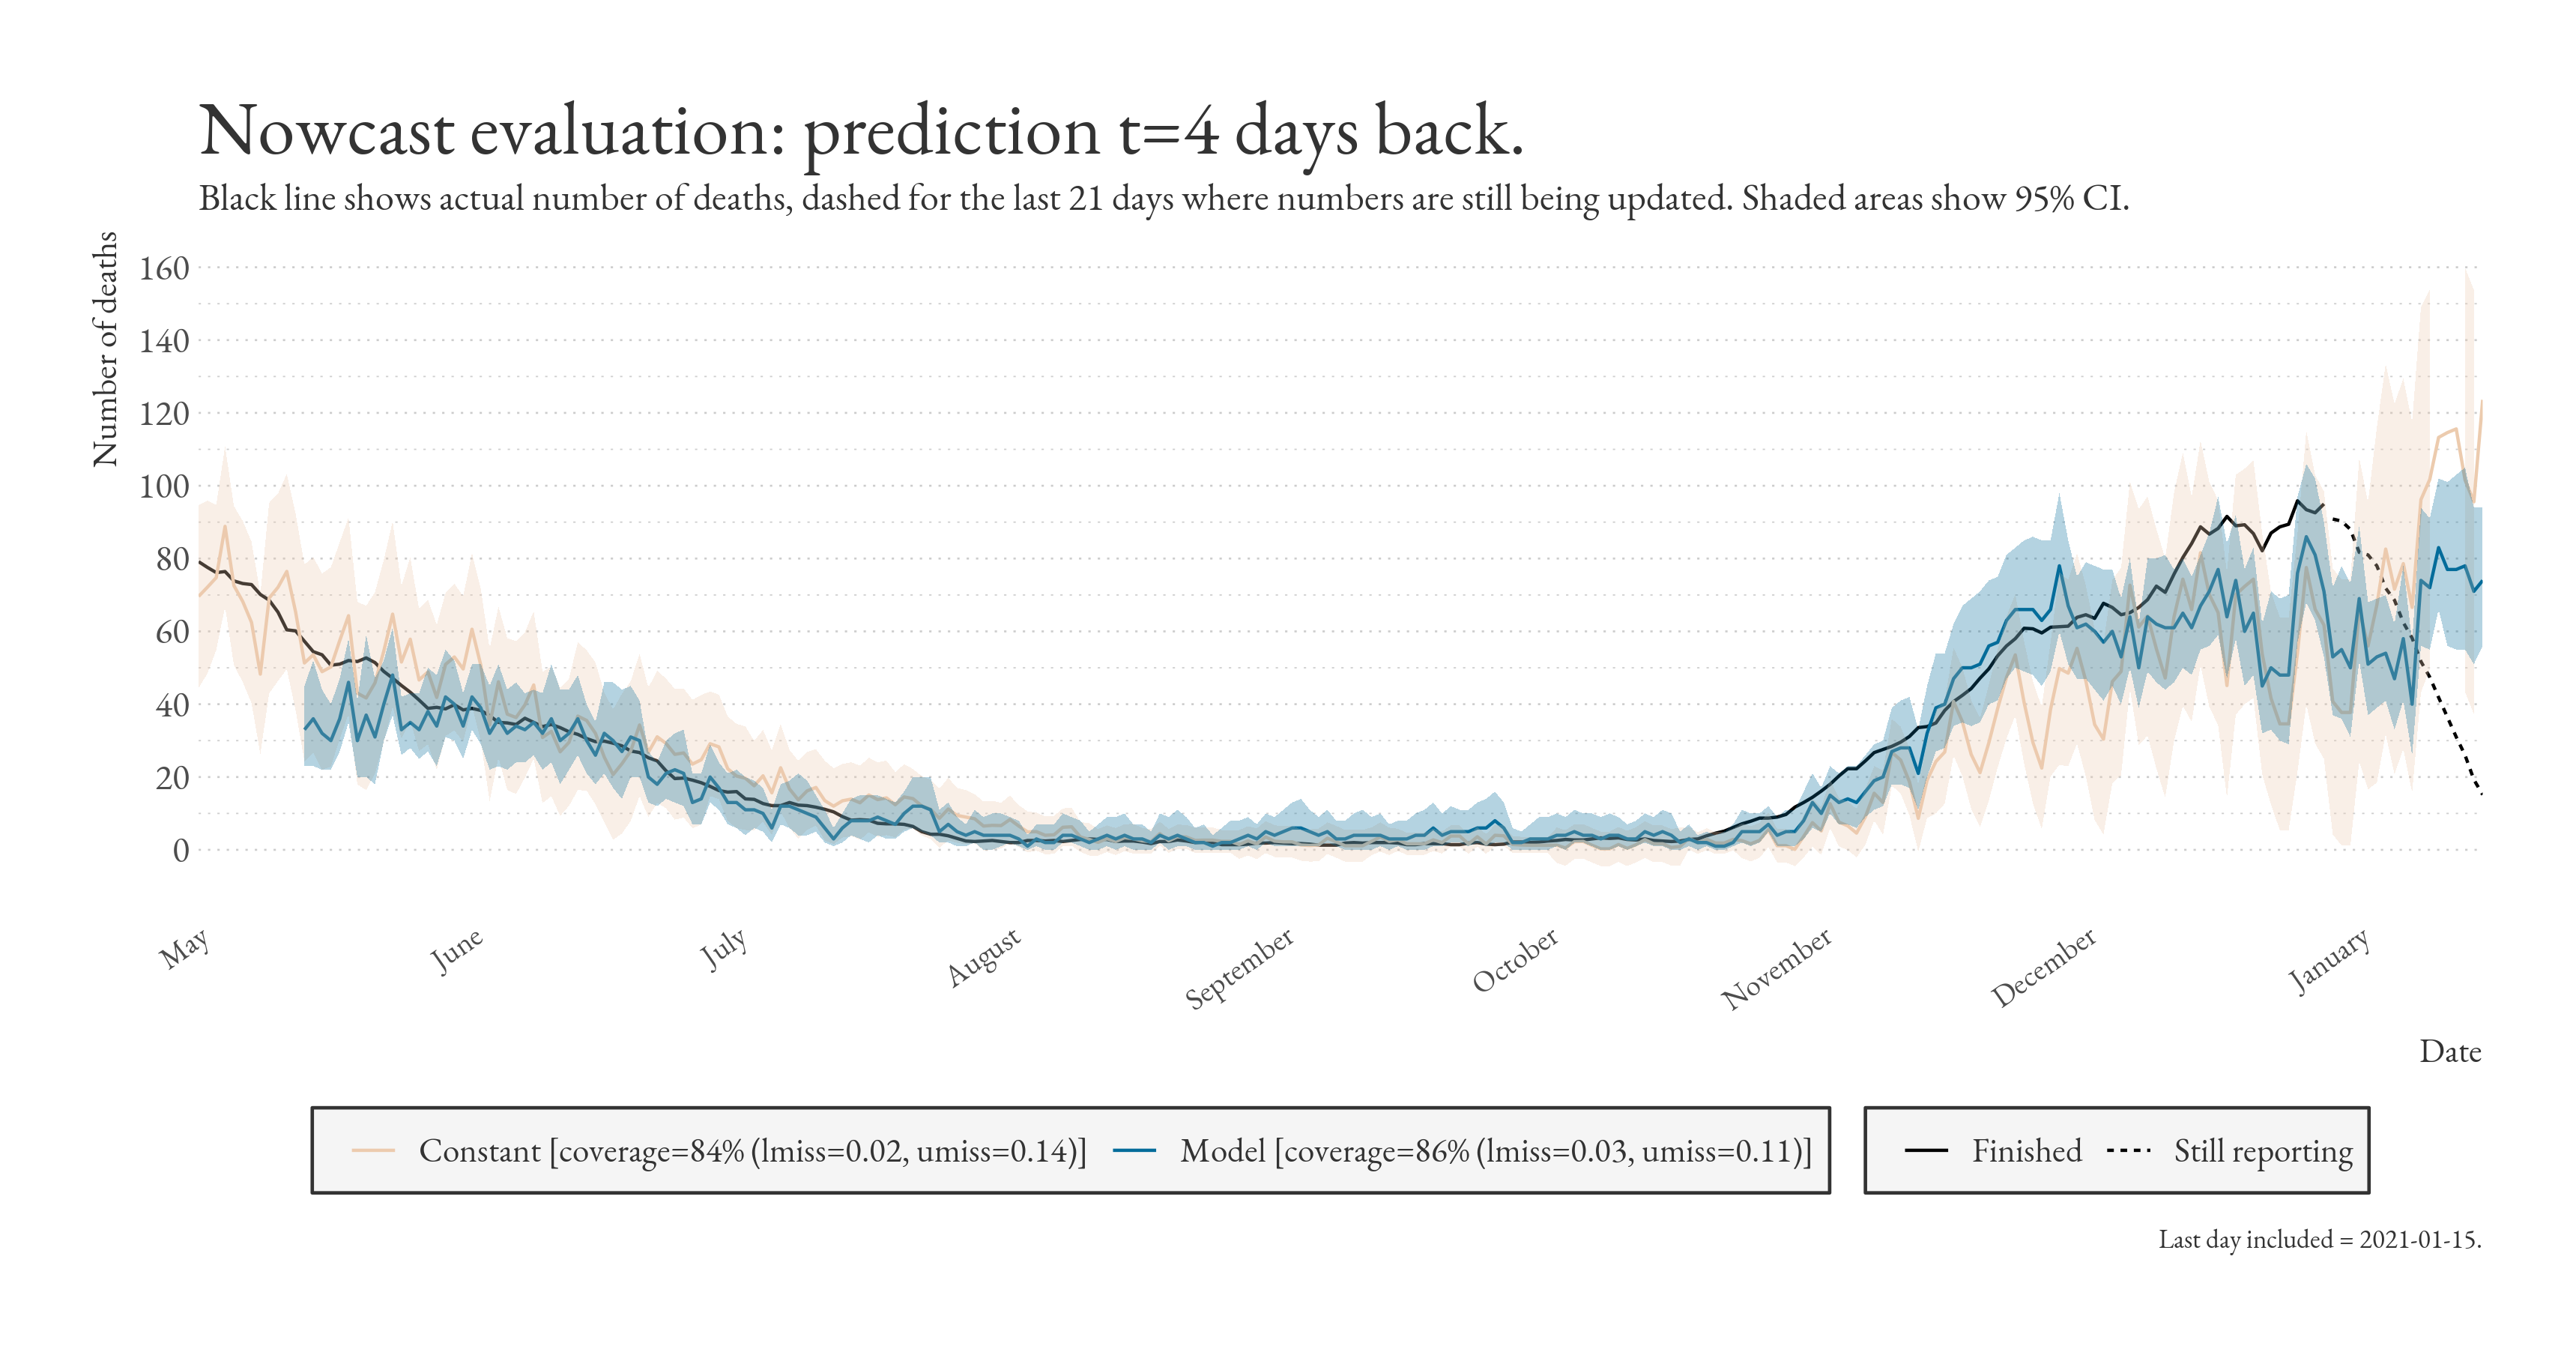 Nowcast evaluation: prediction t=4 days back.
Black line shows actual number of deaths, dashed for the last 21 days where numbers are still being updated. Shaded areas show 95% CI.
Number of deaths
160
140
120
100
80
60
40
20
0
May
June
July
August
September
October
November
December
January
Date
Constant [coverage=84% (lmiss=0.02, umiss=0.14)]
Model [coverage=86% (lmiss=0.03, umiss=0.11)]
Finished
Still reporting
Last day included = 2021-01-15.